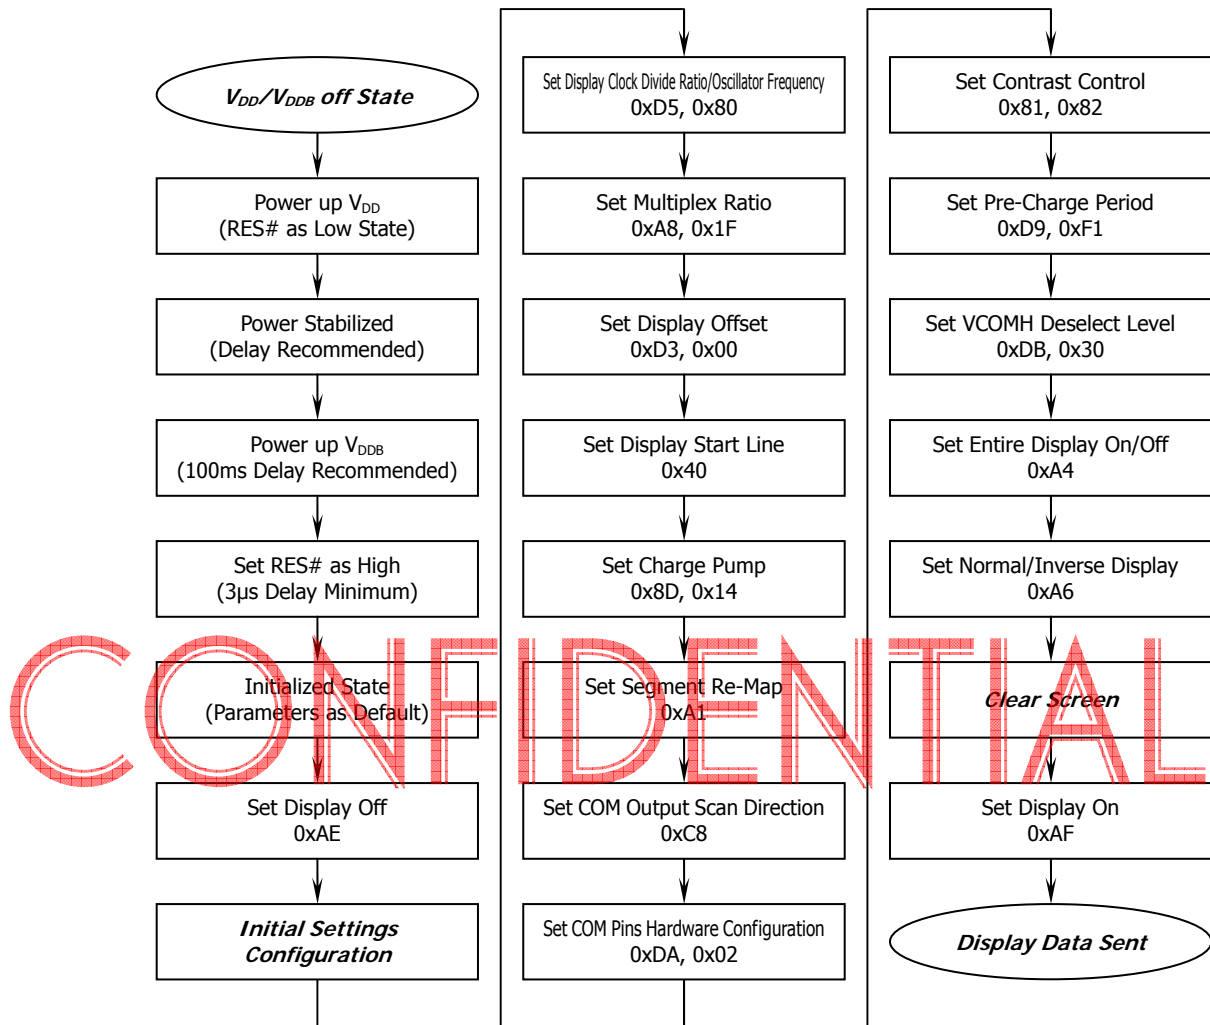 V_DD/V_DDB off State
Power up V_DD
(RES# as Low State)
Power Stabilized
(Delay Recommended)
Power up V_DDB
(100ms Delay Recommended)
Set RES# as High
(3μs Delay Minimum)
Initialized State
(Parameters as Default)
Set Display Off
0xAE
Initial Settings
Configuration
Set Display Clock Divide Ratio/Oscillator Frequency
0xD5, 0x80
Set Multiplex Ratio
0xA8, 0x1F
Set Display Offset
0xD3, 0x00
Set Display Start Line
0x40
Set Charge Pump
0x8D, 0x14
Set Segment Re-Map
0xA1
Set COM Output Scan Direction
0xC8
Set COM Pins Hardware Configuration
0xDA, 0x02
Set Contrast Control
0x81, 0x82
Set Pre-Charge Period
0xD9, 0xF1
Set VCOMH Deselect Level
0xDB, 0x30
Set Entire Display On/Off
0xA4
Set Normal/Inverse Display
0xA6
Clear Screen
Set Display On
0xAF
Display Data Sent
CONFIDENTIAL